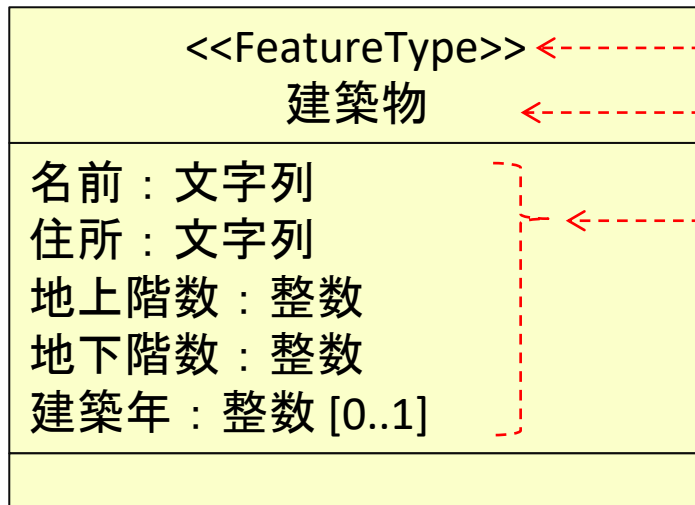 <<FeatureType>>
建築物
名前：文字列
住所：文字列
地上階数：整数
地下階数：整数
建築年：整数 [0..1]